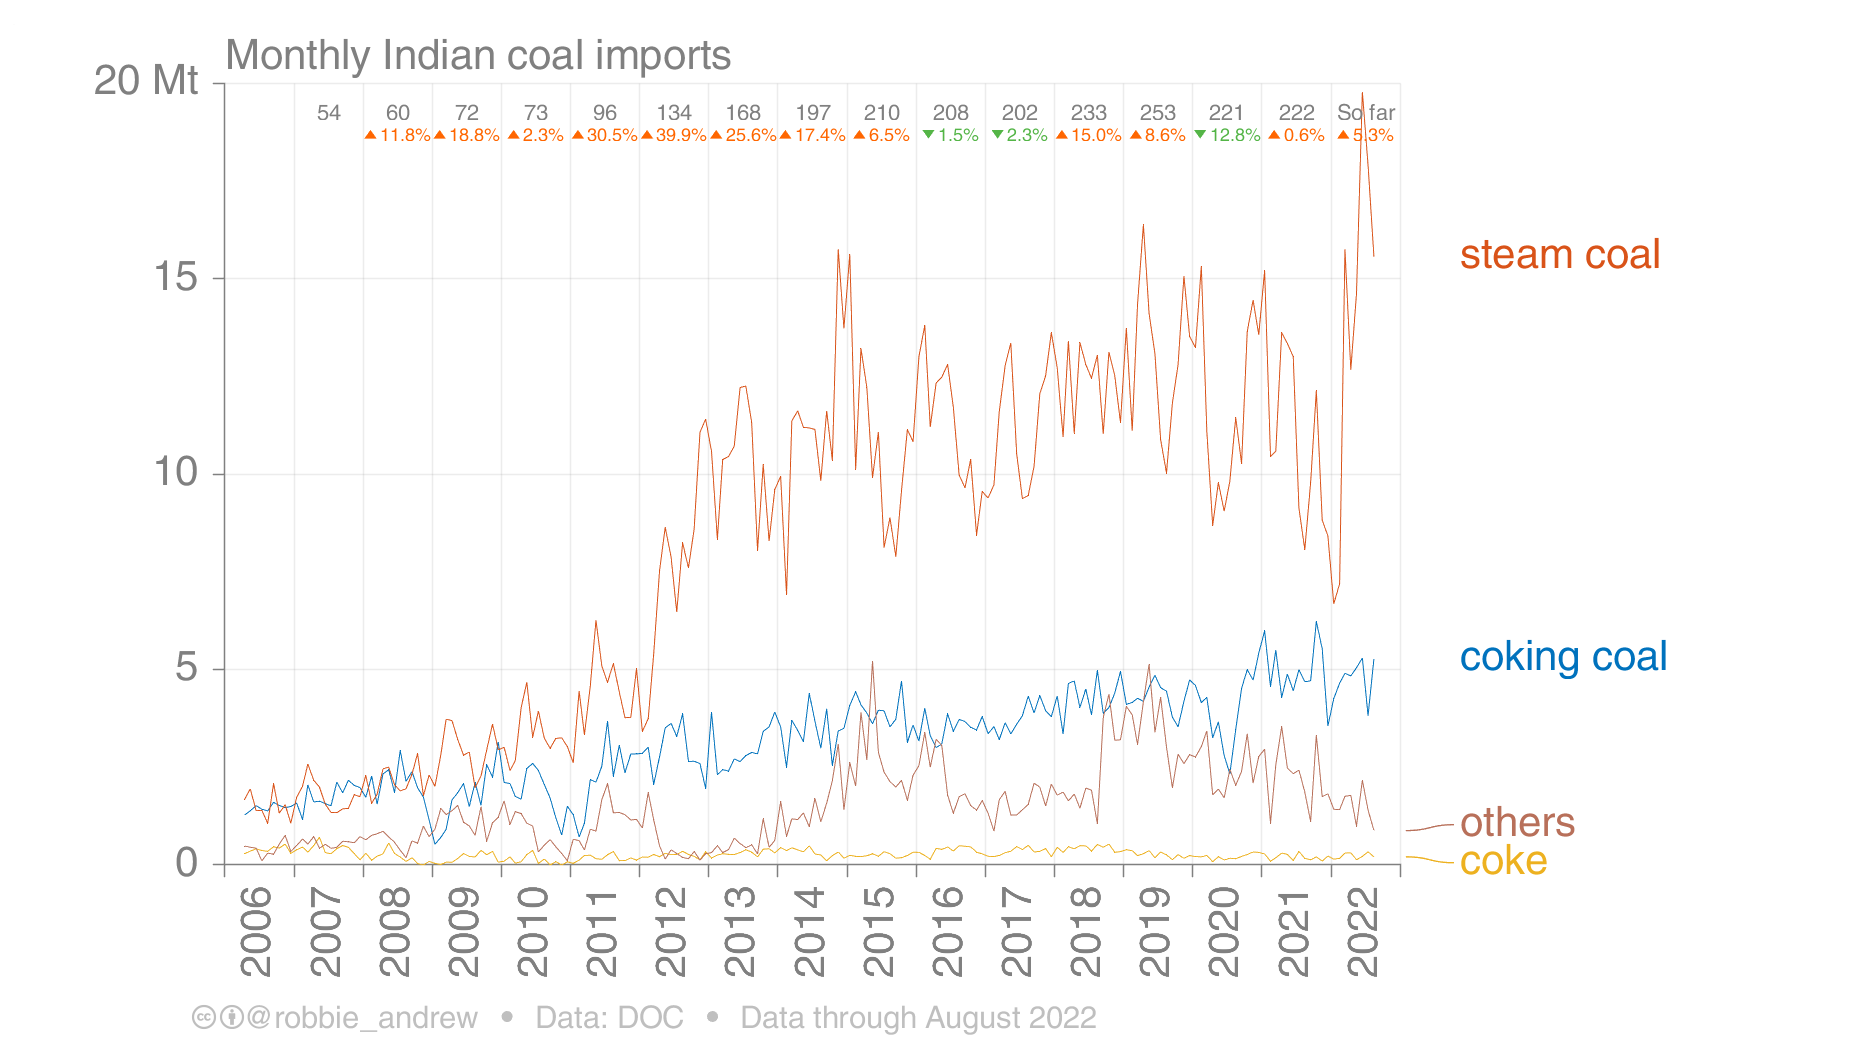 Monthly Indian coal imports
20 Mt
54 60 72 73 96 134 168 197 210 208 202 233 253 221 222 So far
▲11.8% ▲18.8% ▲2.3% ▲30.5% ▲39.9% ▲25.6% ▲17.4% ▲6.5% ▼1.5% ▼2.3% ▲15.0% ▲8.6% ▼12.8% ▲0.6% ▲5.3%
steam coal
15
10
coking coal
5
others
coke
0
2006 2007 2008 2009 2010 2011 2012 2013 2014 2015 2016 2017 2018 2019 2020 2021 2022
@robbie_andrew • Data: DOC • Data through August 2022